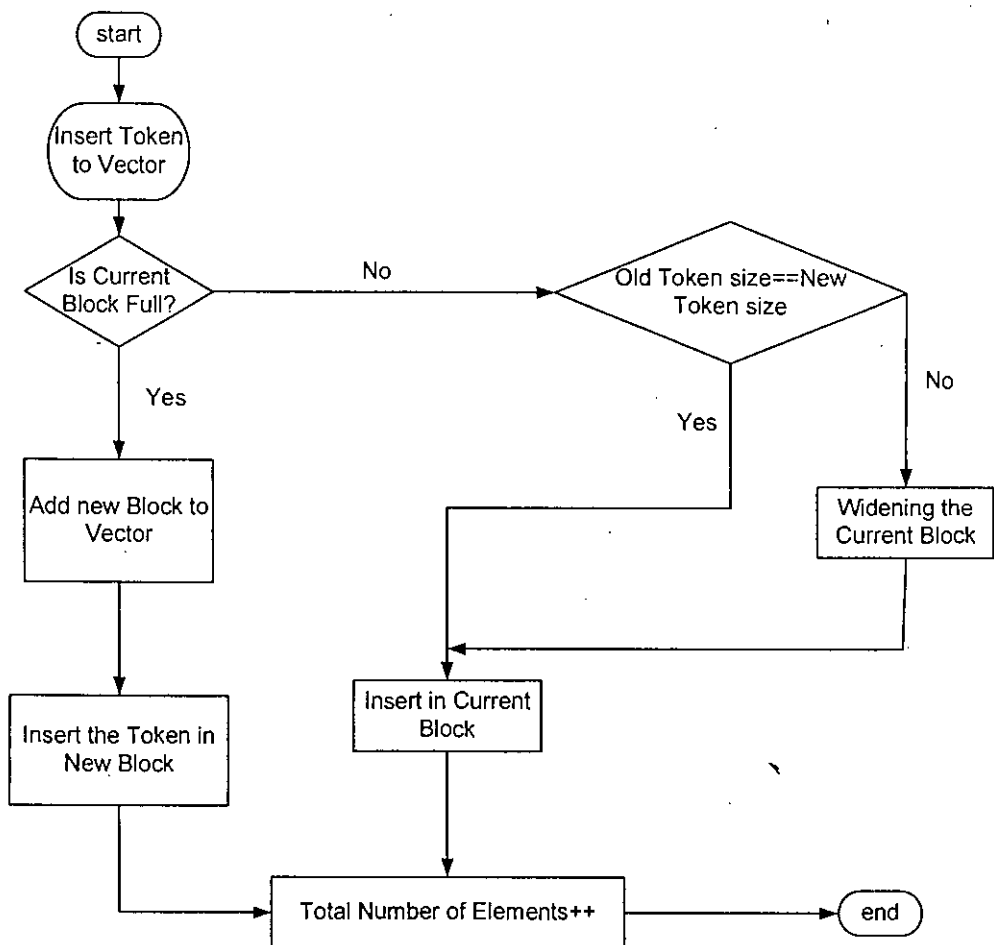 start
Insert Token
to Vector
Is Current
Block Full?
No
Old Token size==New
Token size
Yes
Yes
No
Add new Block to
Vector
Widening the
Current Block
Insert the Token in
New Block
Insert in Current
Block
Total Number of Elements++
end